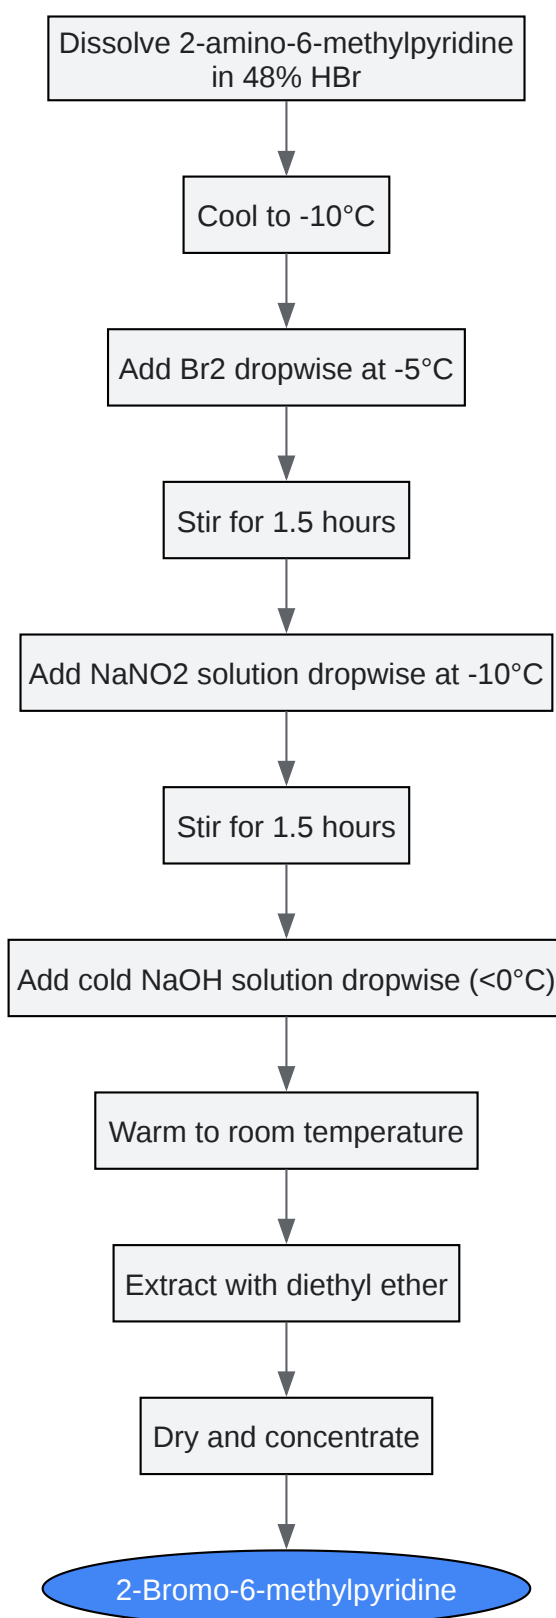 Dissolve 2-amino-6-methylpyridine
in 48% HBr
Cool to -10°C
Add Br2 dropwise at -5°C
Stir for 1.5 hours
Add NaNO2 solution dropwise at -10°C
Stir for 1.5 hours
Add cold NaOH solution dropwise (<0°C)
Warm to room temperature
Extract with diethyl ether
Dry and concentrate
2-Bromo-6-methylpyridine